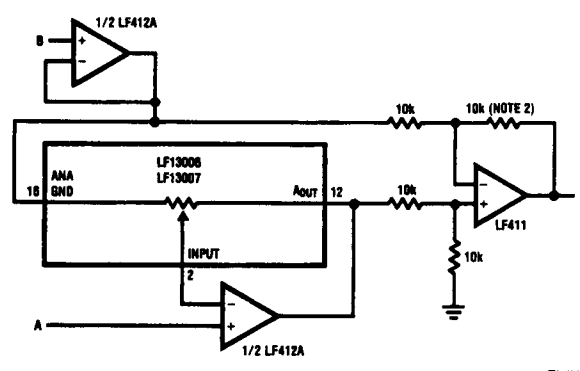 1/2 LF412A
B
+
−
10k
10k (NOTE 2)
LF13006
LF13007
ANA
GND
16
AOUT
12
10k
−
+
LF411
INPUT
2
10k
−
+
A
1/2 LF412A